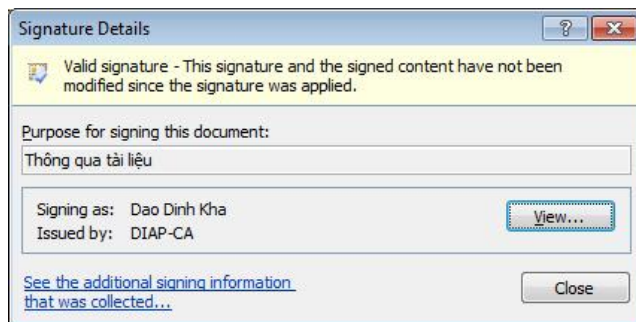 Signature Details
Valid signature - This signature and the signed content have not been
modified since the signature was applied.
Purpose for signing this document:
Thông qua tài liệu
Signing as: Dao Dinh Kha
View...
Issued by: DIAP-CA
See the additional signing information
that was collected...
Close